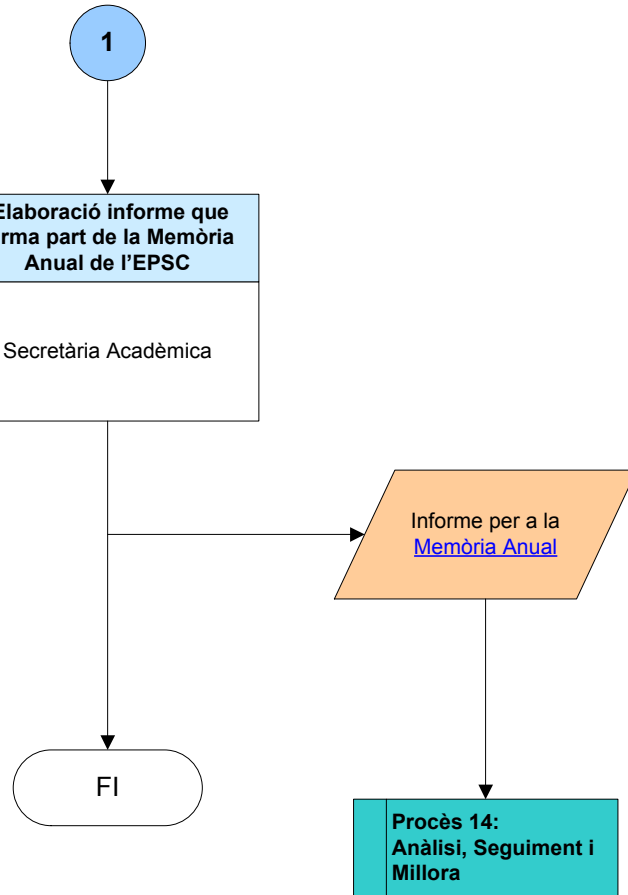 1
Elaboració informe que
forma part de la Memòria
Anual de l'EPSC
Secretària Acadèmica
Informe per a la
Memòria Anual
FI
Procès 14:
Anàlisi, Seguiment i
Millora